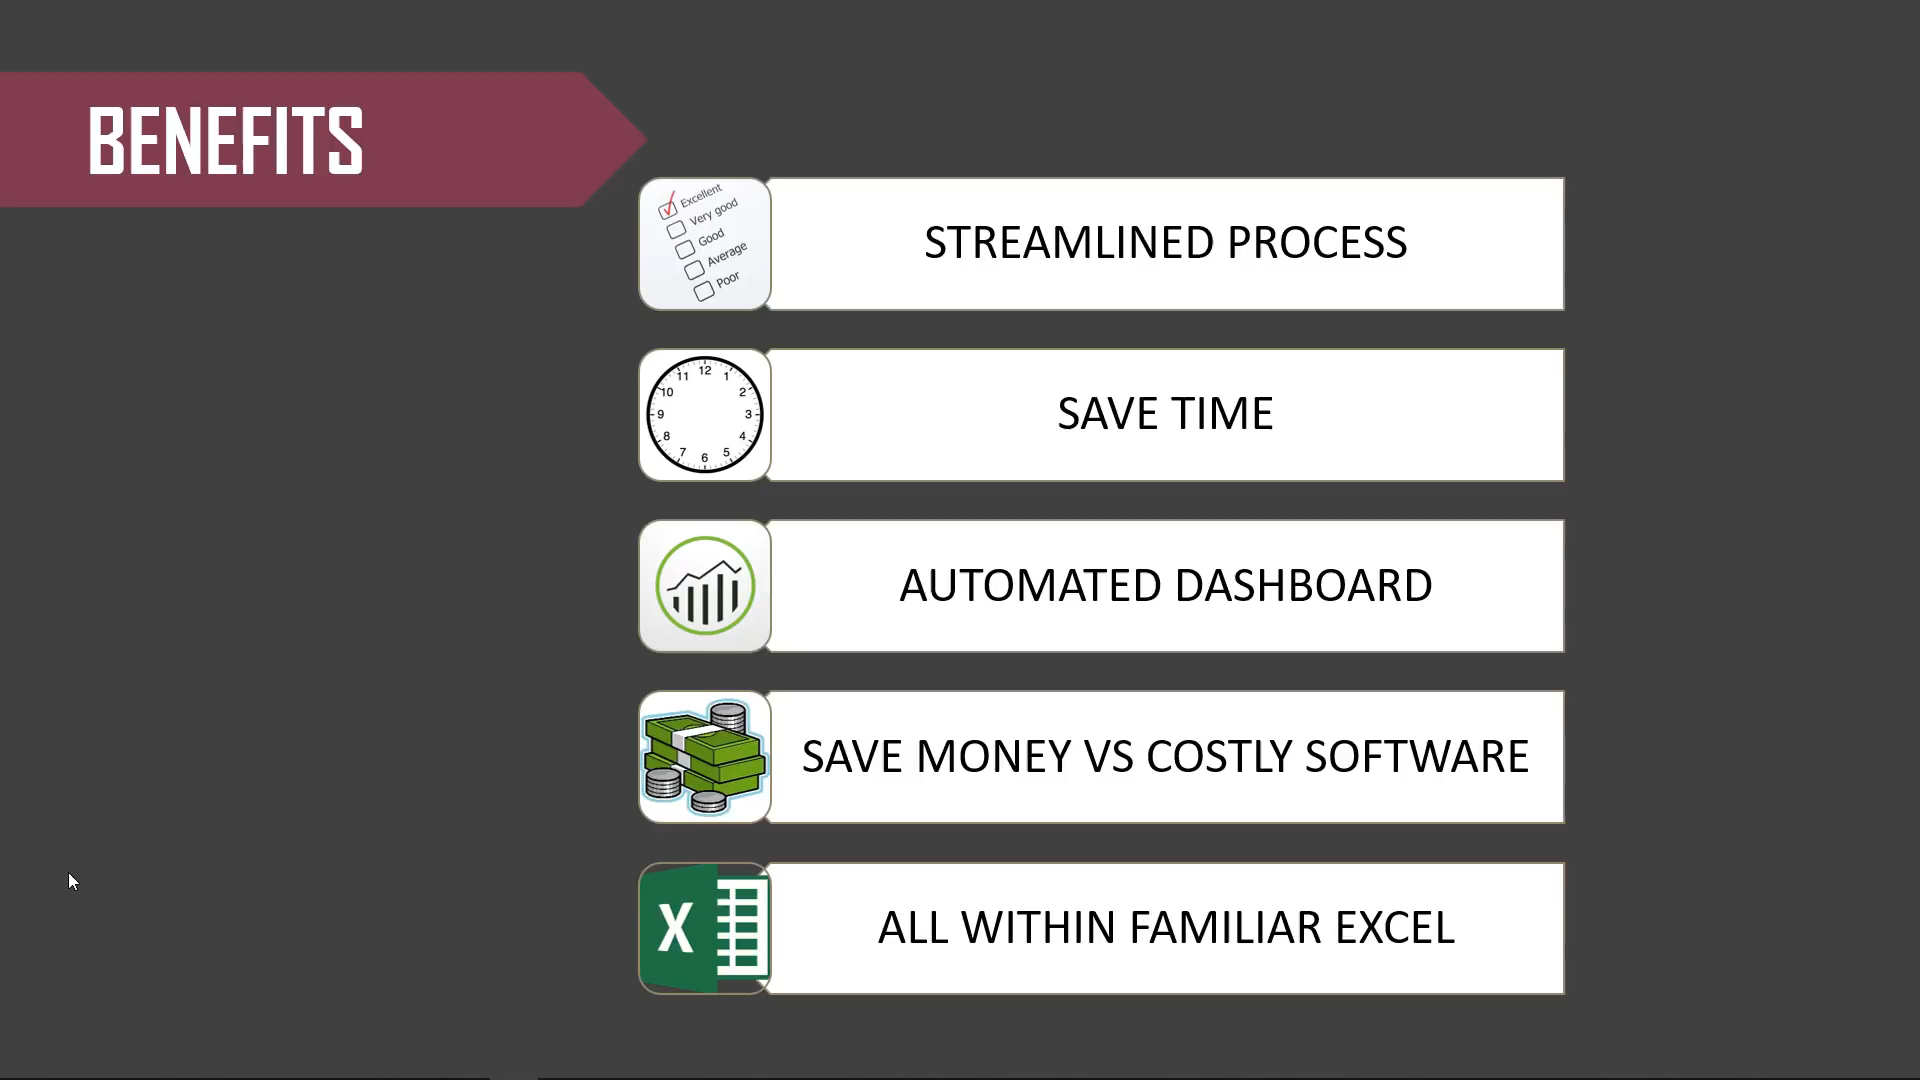 BENEFITS
Excellent
Very good
Good
Average
Poor
STREAMLINED PROCESS
12
11
1
10
2
9
3
8
4
7
5
6
SAVE TIME
AUTOMATED DASHBOARD
SAVE MONEY VS COSTLY SOFTWARE
X
ALL WITHIN FAMILIAR EXCEL